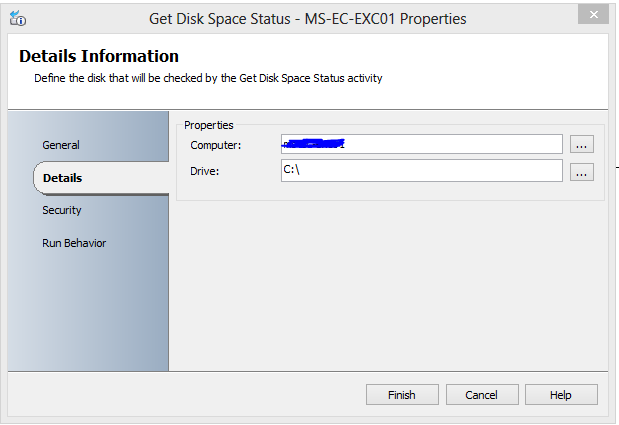 Get Disk Space Status - MS-EC-EXC01 Properties
Details Information
Define the disk that will be checked by the Get Disk Space Status activity
General
Details
Security
Run Behavior
Properties
Computer:
...
Drive:
C:\
...
Finish
Cancel
Help